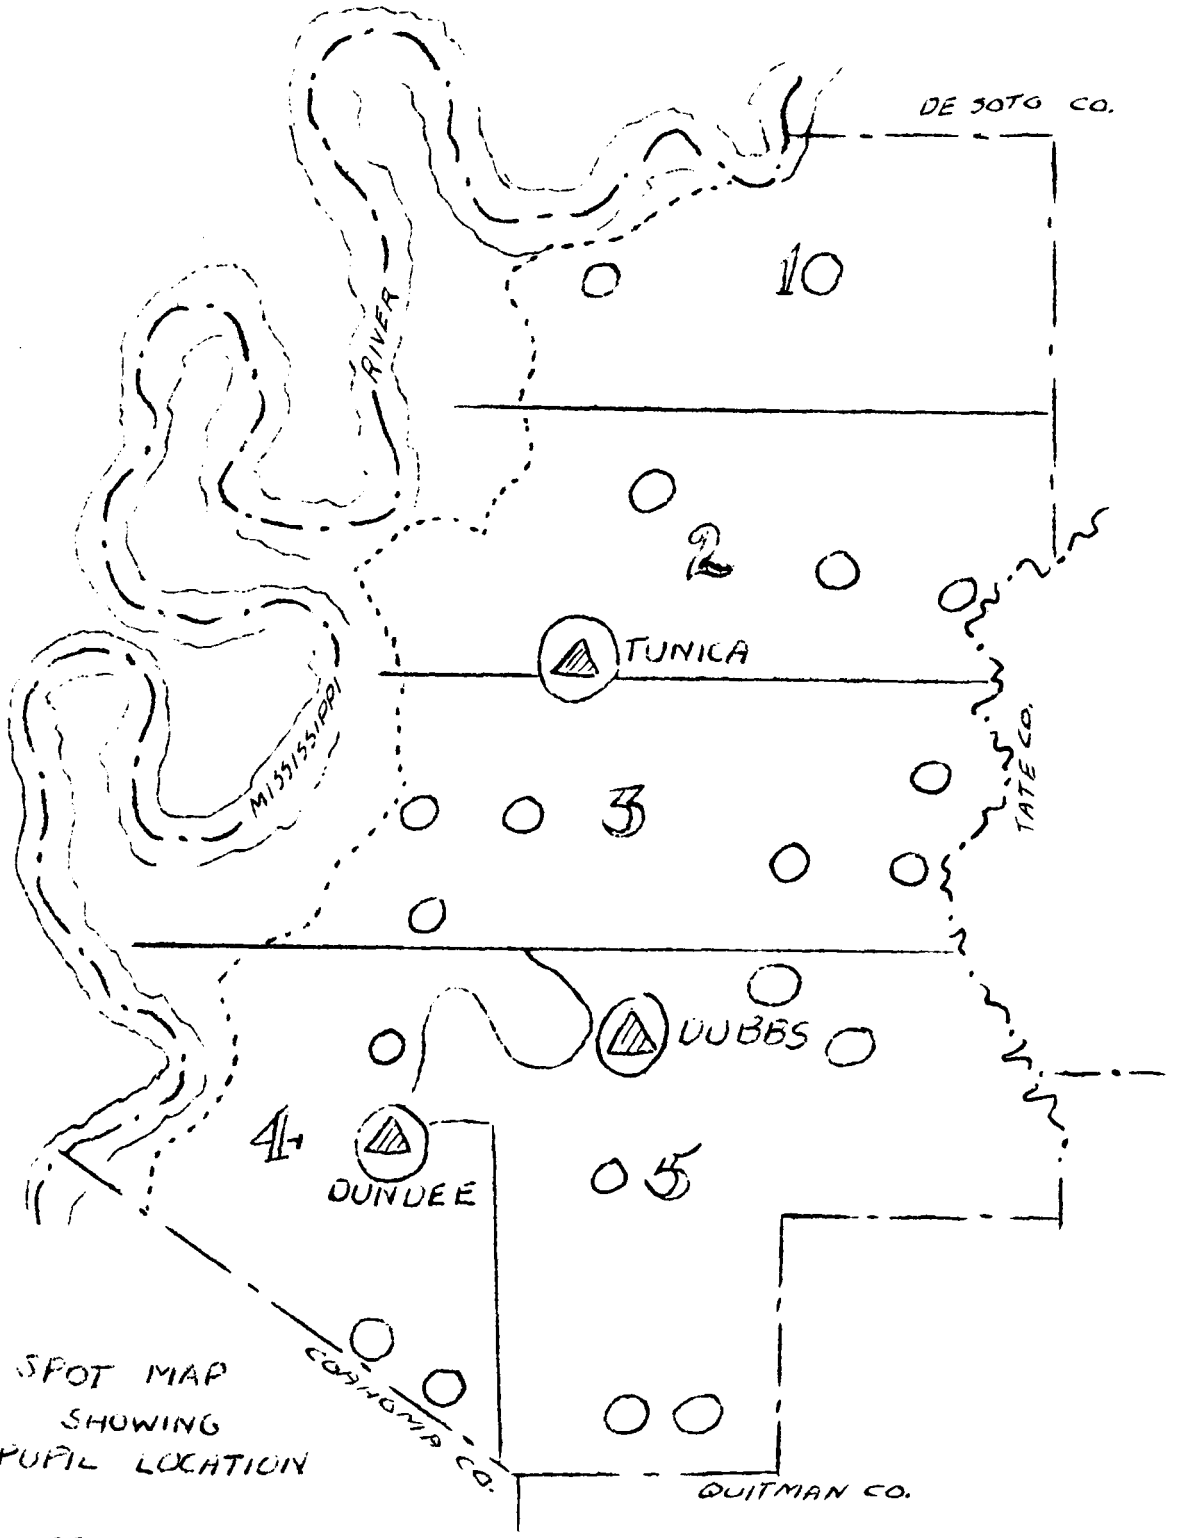 DE SOTO CO.
1
RIVER
2
TUNICA
MISSISSIPPI
TATE CO.
3
DUBBS
4
DUNDEE
5
COAHOMA CO.
SPOT MAP
SHOWING
PUPIL LOCATION
QUITMAN CO.